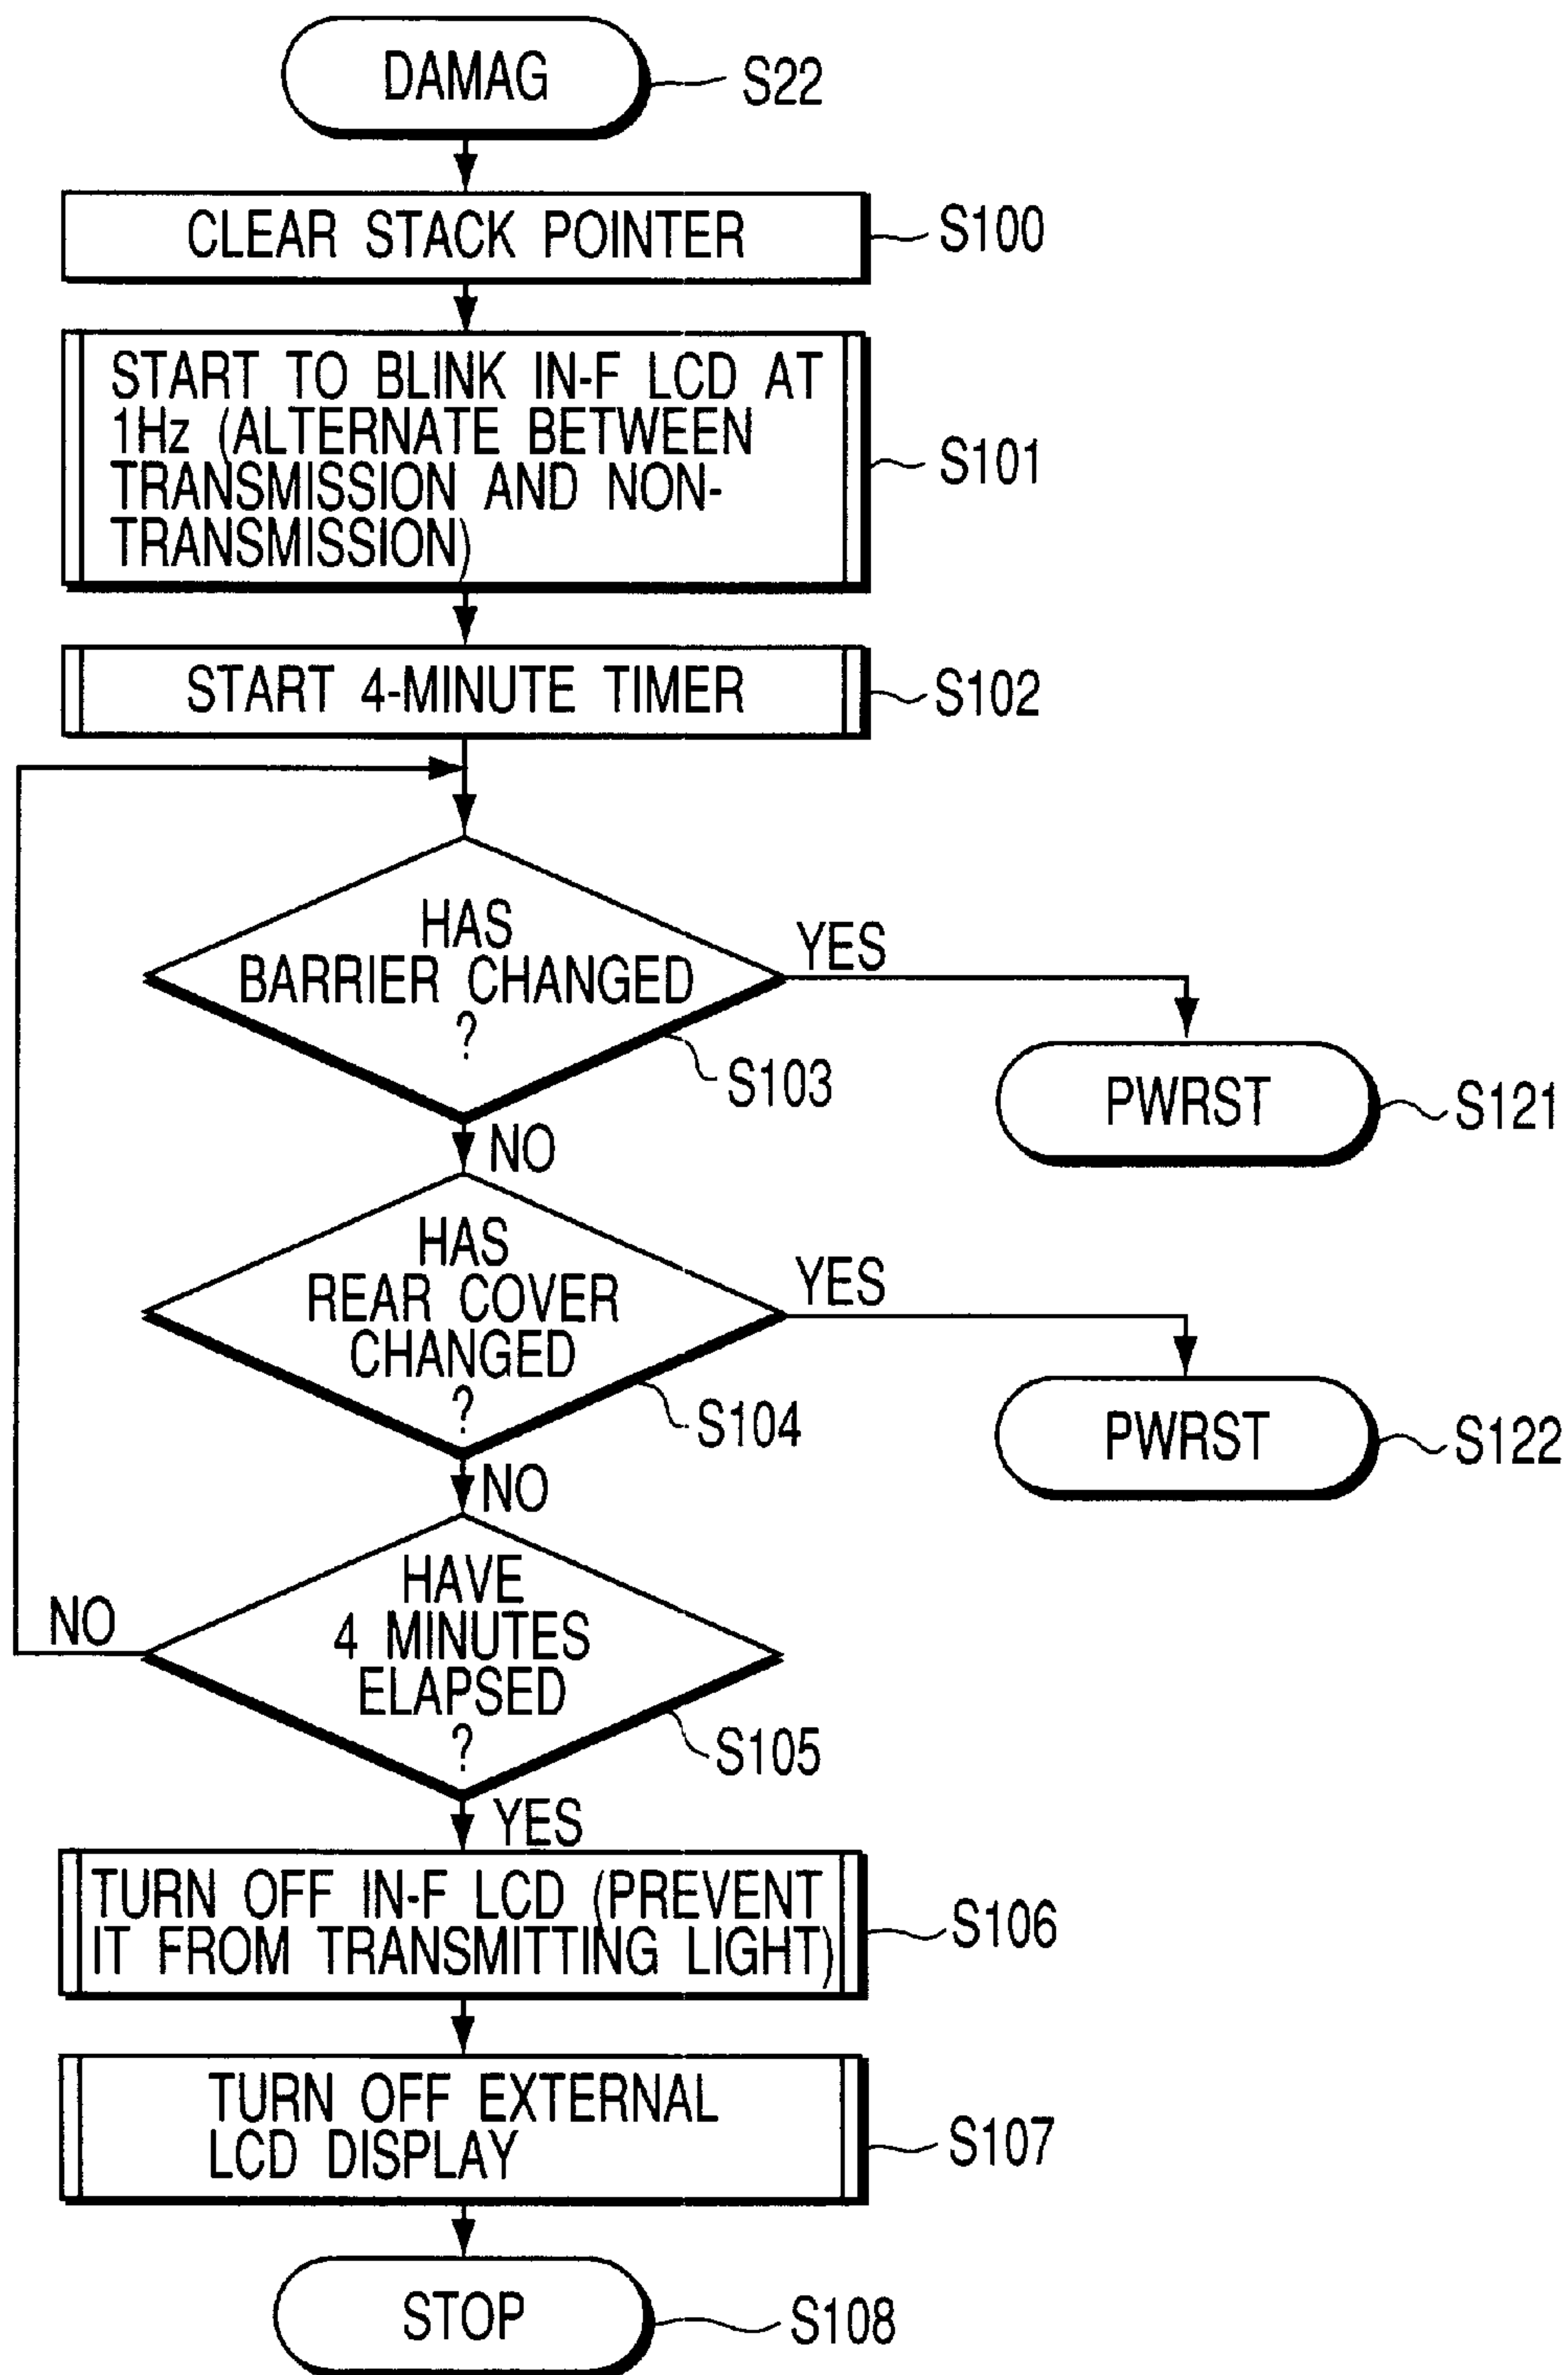 DAMAG
S22
CLEAR STACK POINTER
S100
START TO BLINK IN-F LCD AT
1Hz (ALTERNATE BETWEEN
TRANSMISSION AND NON-
TRANSMISSION)
S101
START 4-MINUTE TIMER
S102
HAS
BARRIER CHANGED
?
YES
S103
PWRST
S121
NO
HAS
REAR COVER
CHANGED
?
YES
S104
PWRST
S122
NO
HAVE
4 MINUTES
ELAPSED
?
NO
S105
YES
TURN OFF IN-F LCD (PREVENT
IT FROM TRANSMITTING LIGHT)
S106
TURN OFF EXTERNAL
LCD DISPLAY
S107
STOP
S108